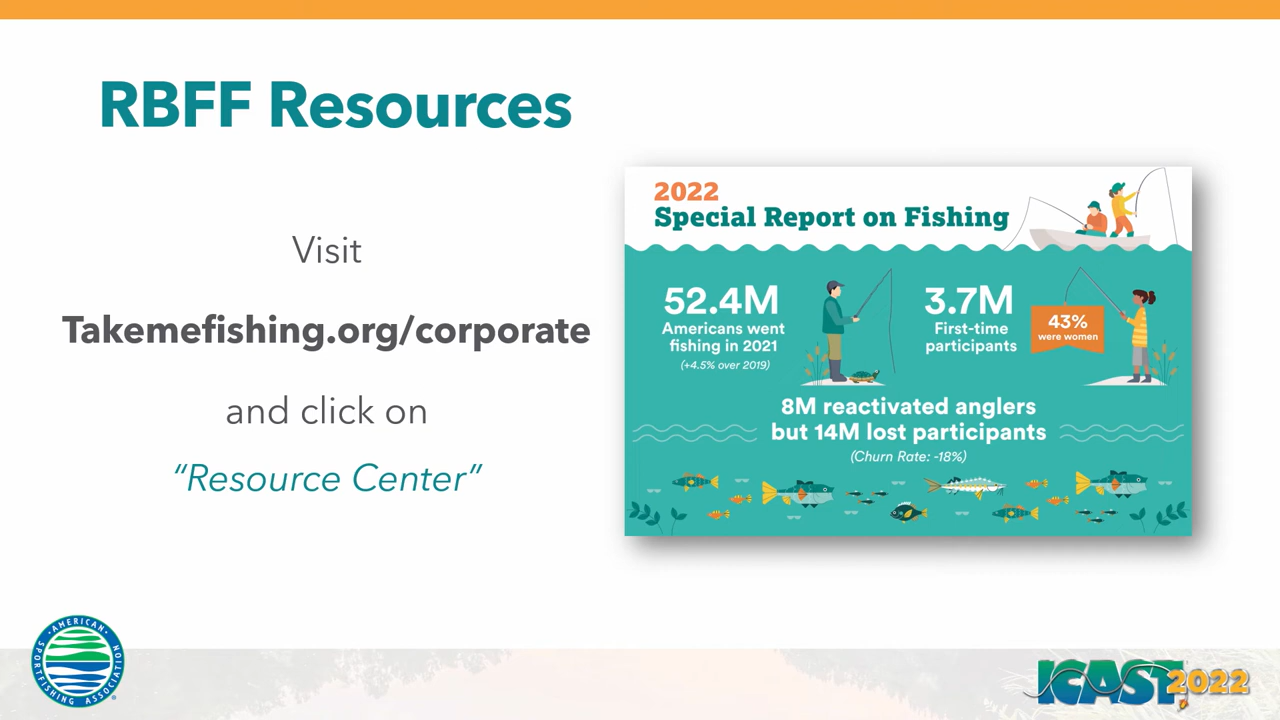 RBFF Resources
Visit
Takemefishing.org/corporate
and click on
“Resource Center”
2022
Special Report on Fishing
52.4M
Americans went
fishing in 2021
(+4.5% over 2019)
3.7M
First-time
participants
43%
were women
8M reactivated anglers
but 14M lost participants
(Churn Rate: -18%)
·AMERICAN·
SPORTFISHING ASSOCIATION
®
ICAST 2022